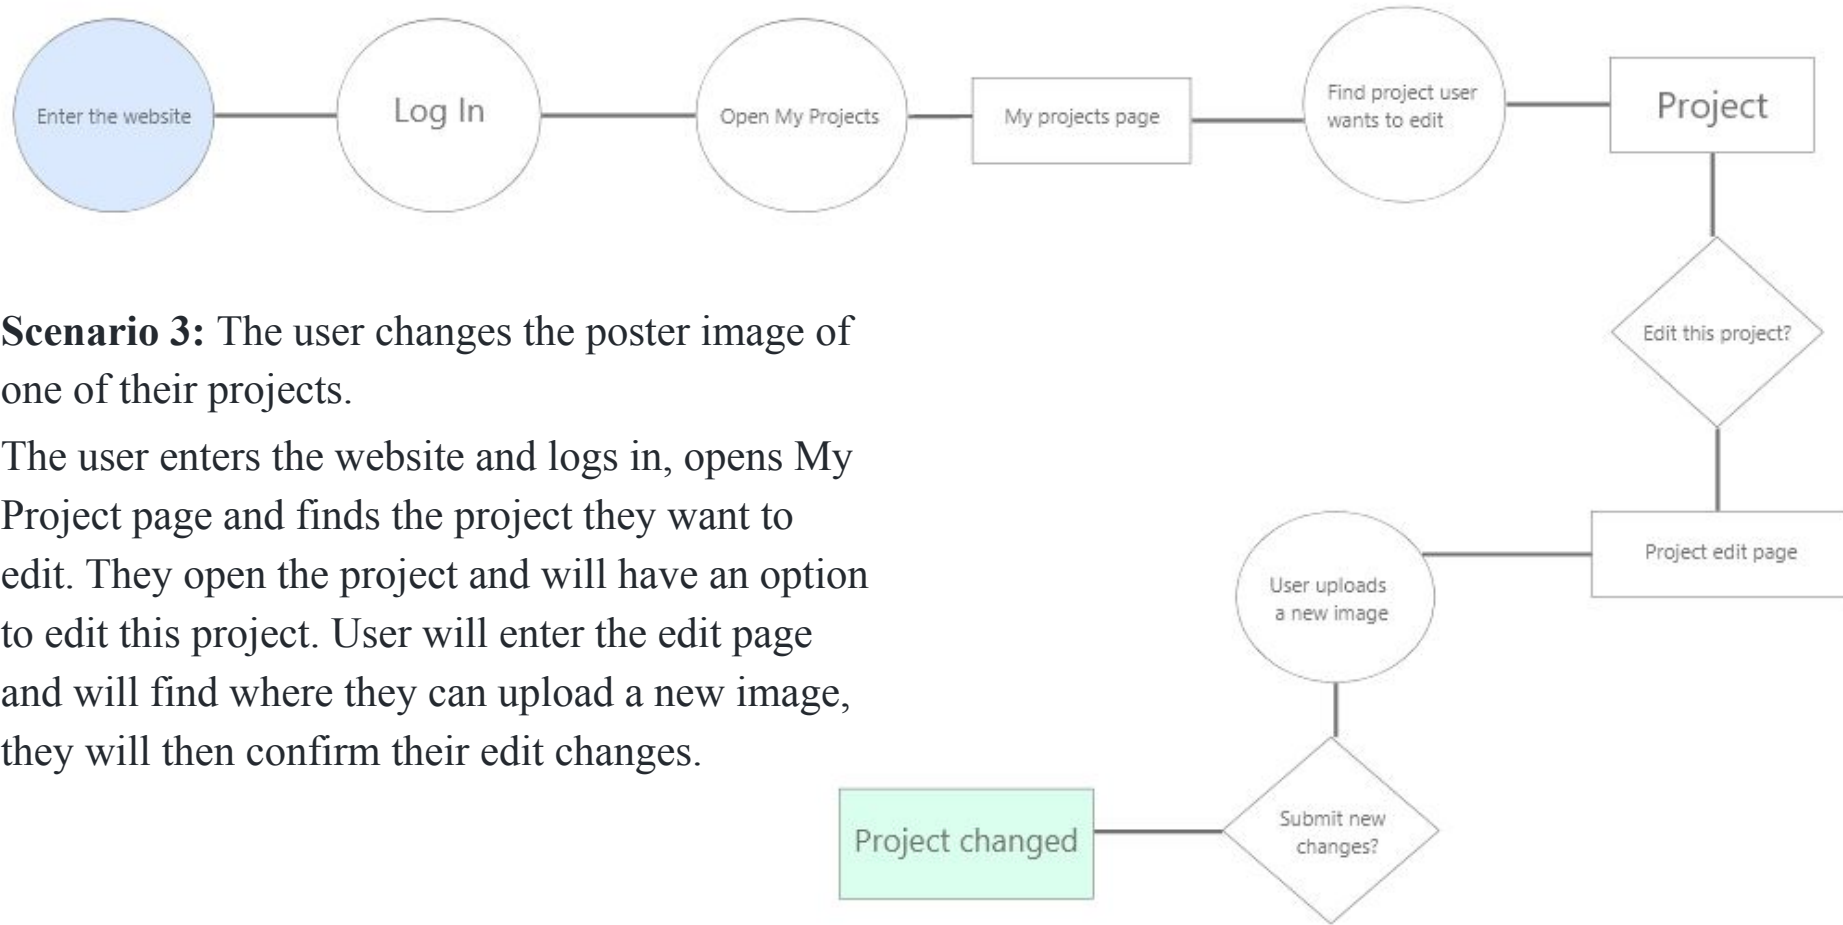 Enter the website
Log In
Open My Projects
My projects page
Find project user
wants to edit
Project
Edit this project?
Project edit page
User uploads
a new image
Submit new
changes?
Project changed
Scenario 3: The user changes the poster image of
one of their projects.
The user enters the website and logs in, opens My
Project page and finds the project they want to
edit. They open the project and will have an option
to edit this project. User will enter the edit page
and will find where they can upload a new image,
they will then confirm their edit changes.